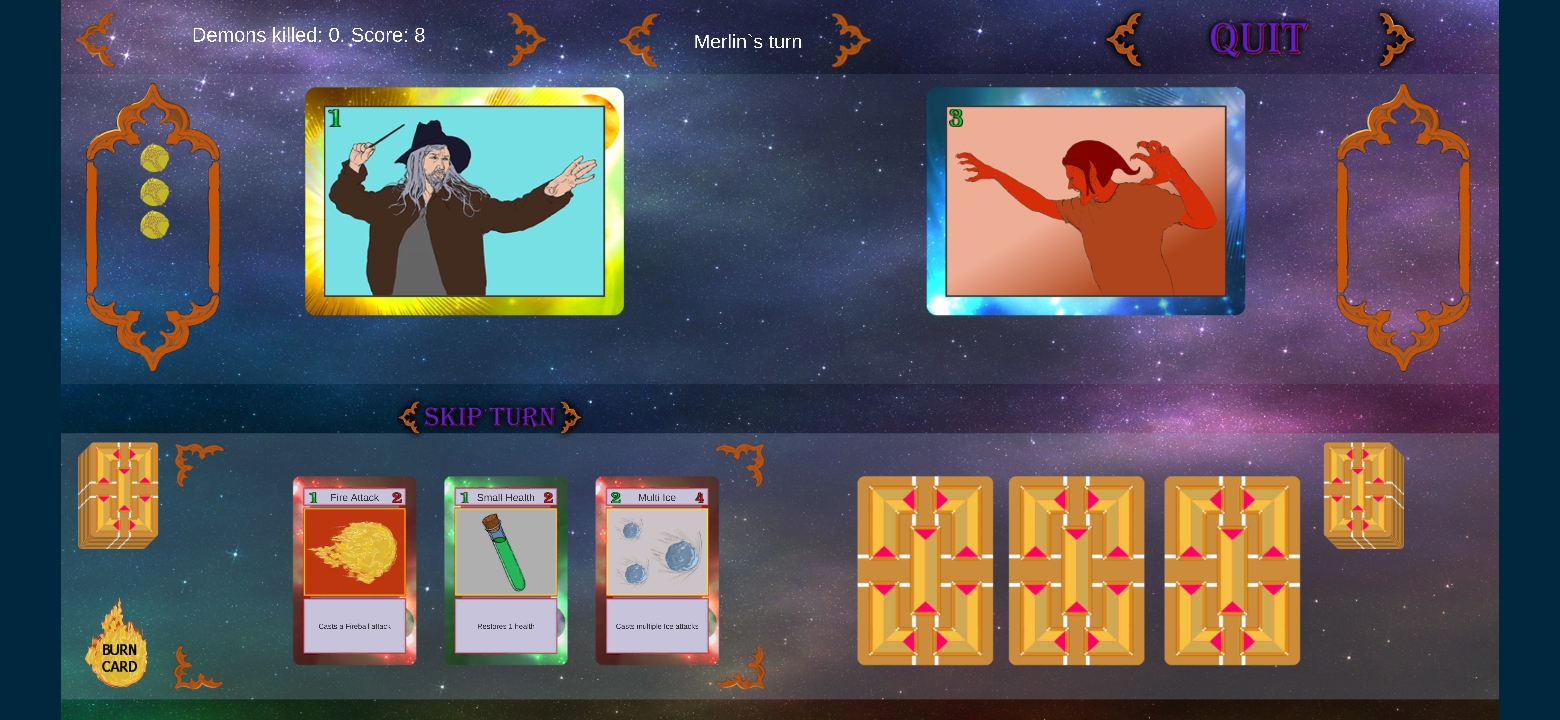 Demons killed: 0. Score: 8
Merlin`s turn
QUIT
1
3
SKIP TURN
1 Fire Attack 2
Casts a Fireball attack
1 Small Health 2
Restores 1 health
2 Multi Ice 4
Casts multiple Ice attacks
BURN
CARD